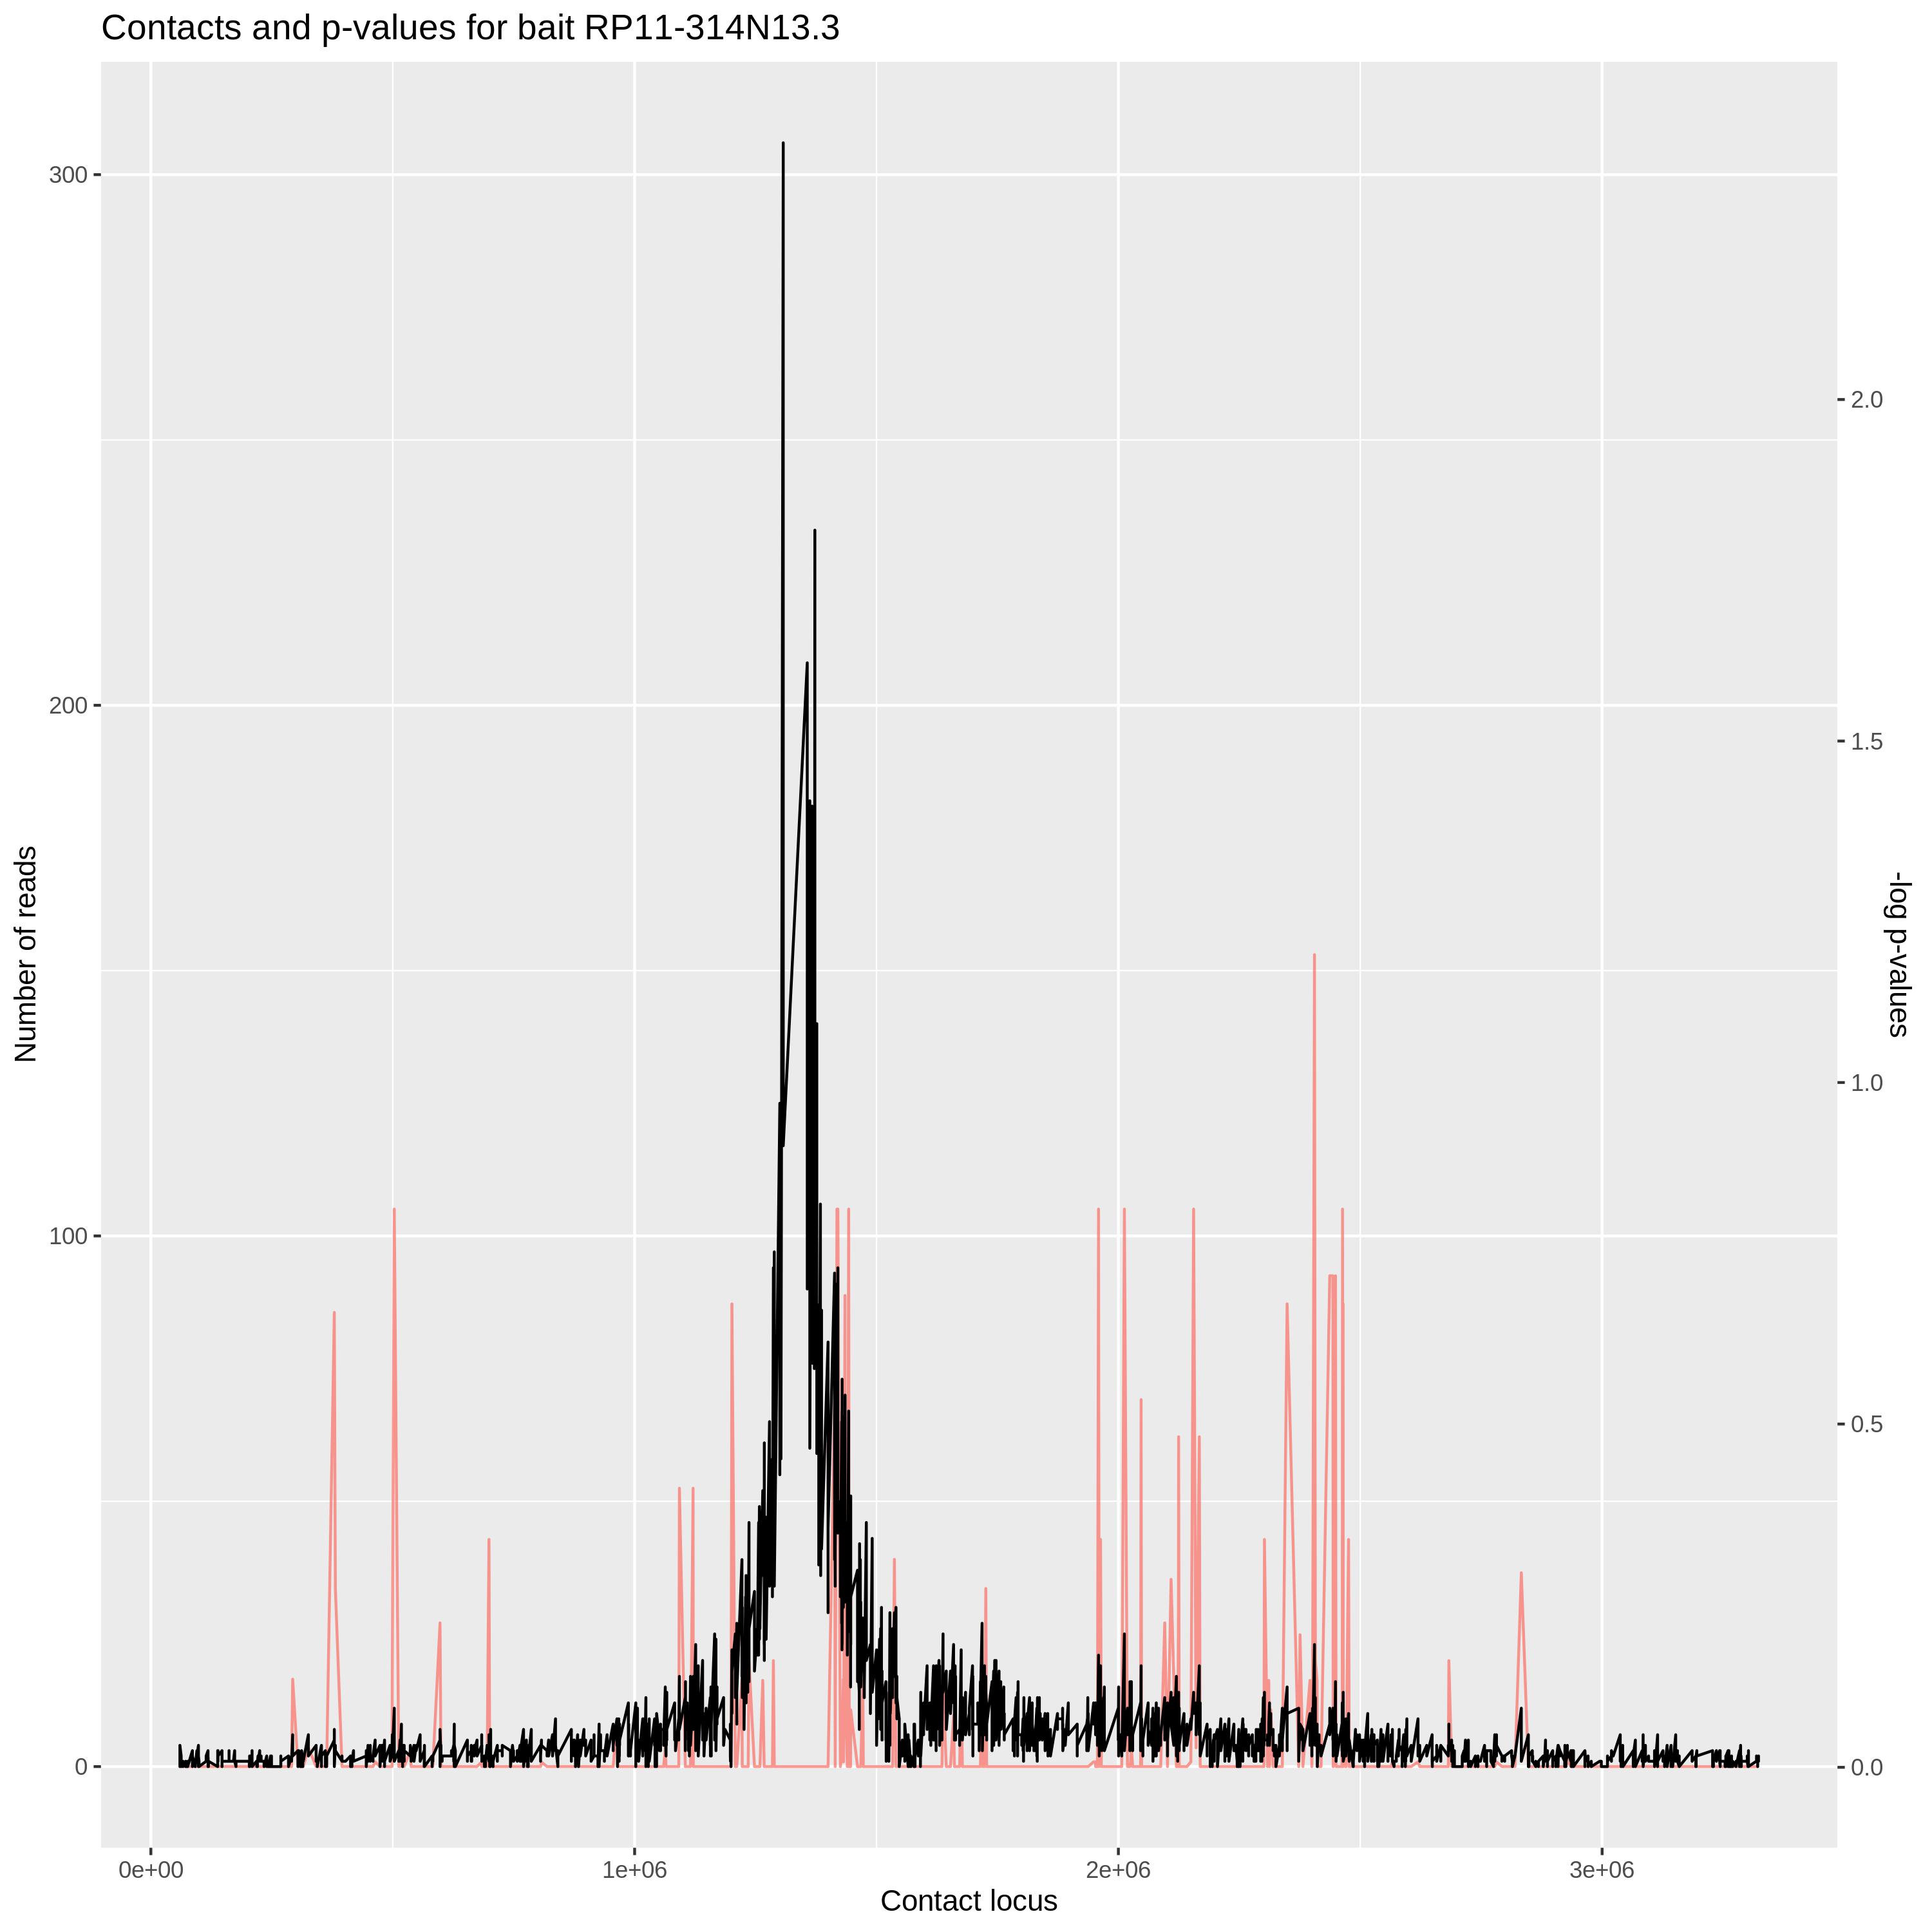 Contacts and p-values for bait RP11-314N13.3
300
200
100
0
2.0
1.5
1.0
0.5
0.0
Number of reads
-log p-values
0e+00 1e+06 2e+06 3e+06
Contact locus